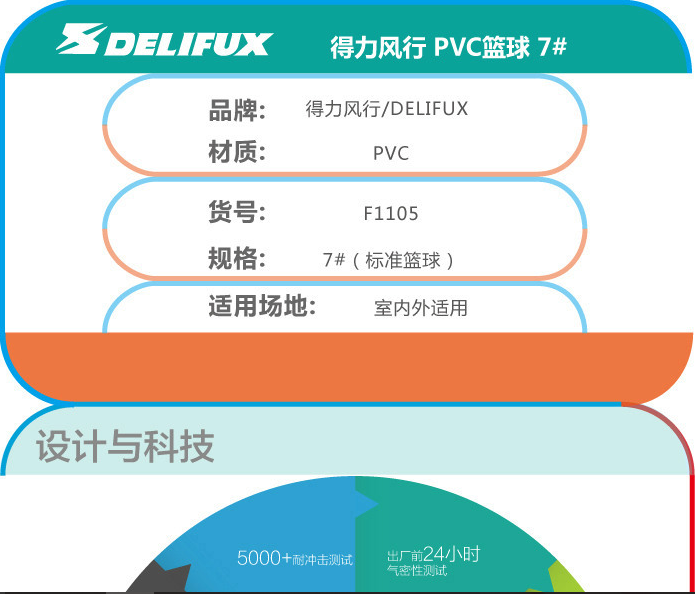 DELIFUX
得力风行 PVC篮球 7#
品牌: 得力风行/DELIFUX
材质: PVC
货号: F1105
规格: 7#(标准篮球)
适用场地: 室内外适用
设计与科技
5000+耐冲击测试
出厂前24小时
气密性测试